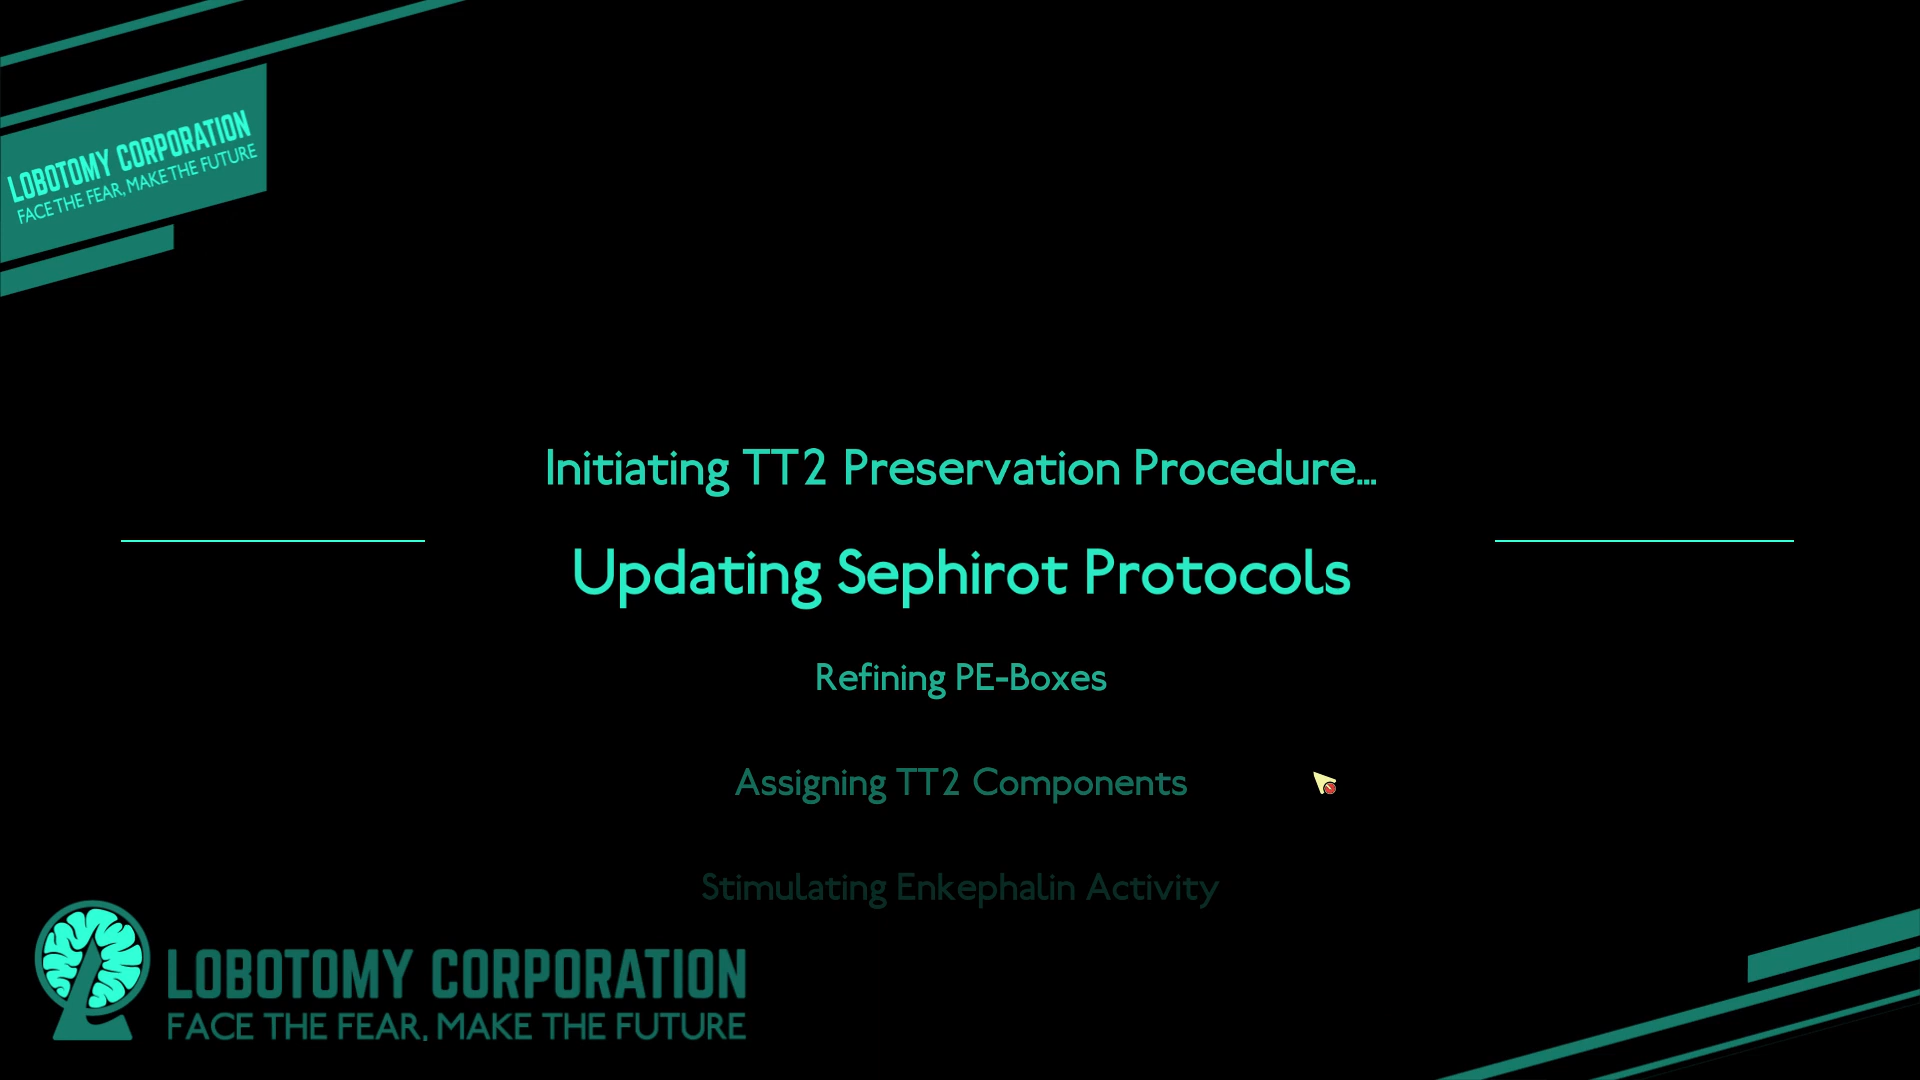 LOBOTOMY CORPORATION
FACE THE FEAR, MAKE THE FUTURE
Initiating TT2 Preservation Procedure...
Updating Sephirot Protocols
Refining PE-Boxes
Assigning TT2 Components
Stimulating Enkephalin Activity
LOBOTOMY CORPORATION
FACE THE FEAR, MAKE THE FUTURE